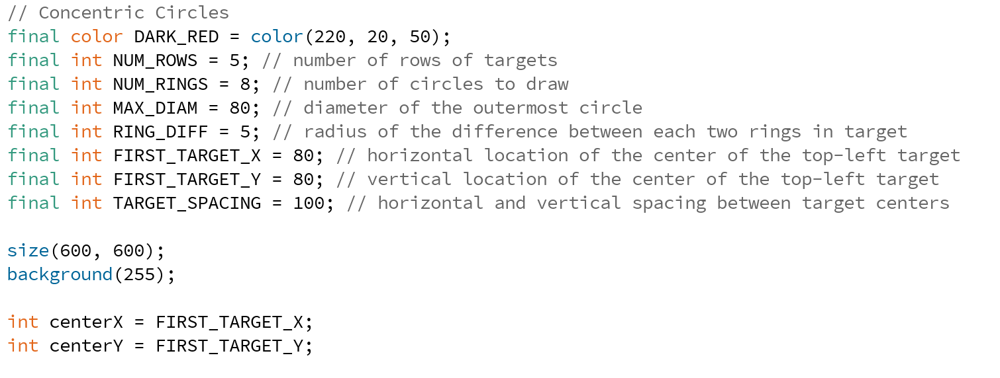 // Concentric Circles
final color DARK_RED = color(220, 20, 50);
final int NUM_ROWS = 5; // number of rows of targets
final int NUM_RINGS = 8; // number of circles to draw
final int MAX_DIAM = 80; // diameter of the outermost circle
final int RING_DIFF = 5; // radius of the difference between each two rings in target
final int FIRST_TARGET_X = 80; // horizontal location of the center of the top-left target
final int FIRST_TARGET_Y = 80; // vertical location of the center of the top-left target
final int TARGET_SPACING = 100; // horizontal and vertical spacing between target centers
size(600, 600);
background(255);
int centerX = FIRST_TARGET_X;
int centerY = FIRST_TARGET_Y;